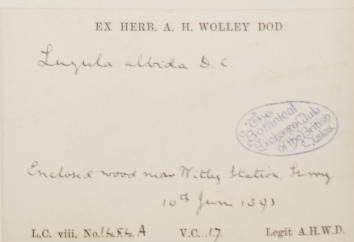 EX HERB. A. H. WOLLEY DOD.
Luzula albida D.C.
The Botanical Exchange Club of the British Isles
Enclosed wood near Witley Station, Surrey
10th June 1893
L.C. viii, No. A V.C. 17. Legit A.H.W.D.